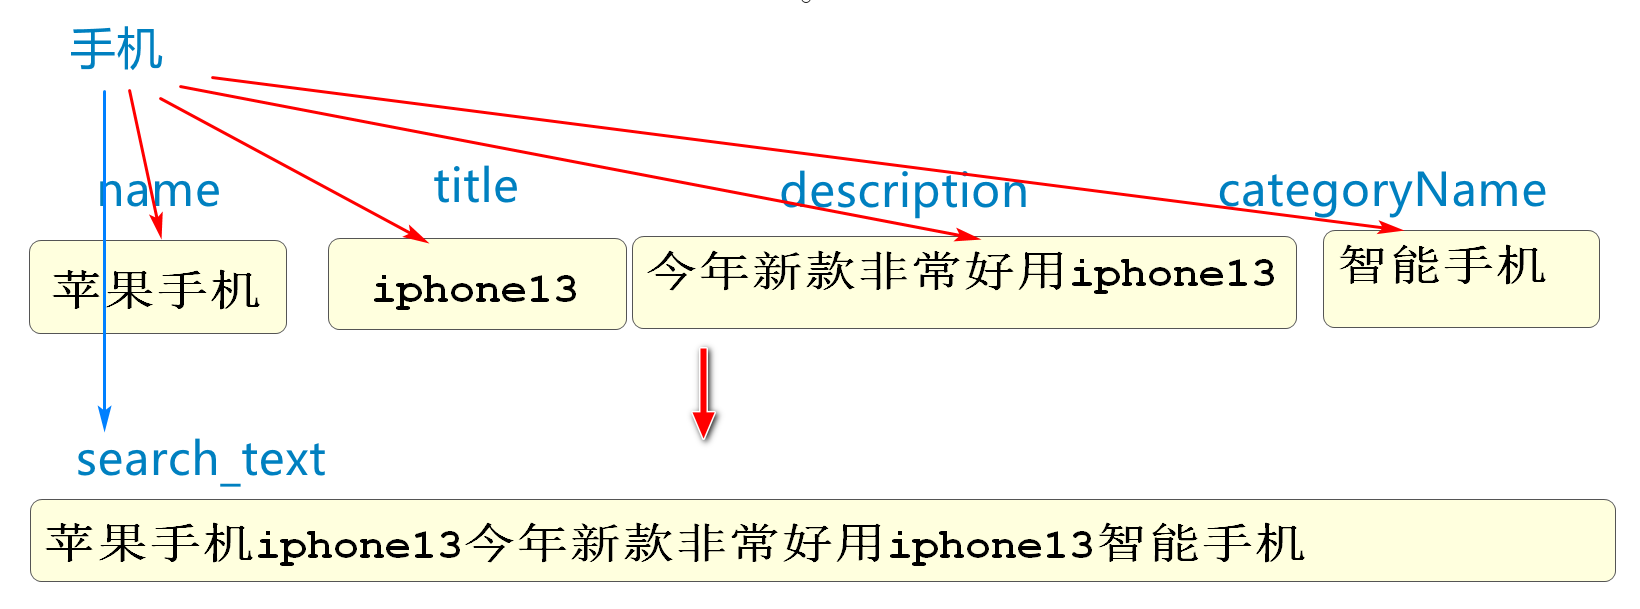 手机
name
title
description
categoryName
苹果手机
iphone13
今年新款非常好用iphone13
智能手机
search_text
苹果手机iphone13今年新款非常好用iphone13智能手机